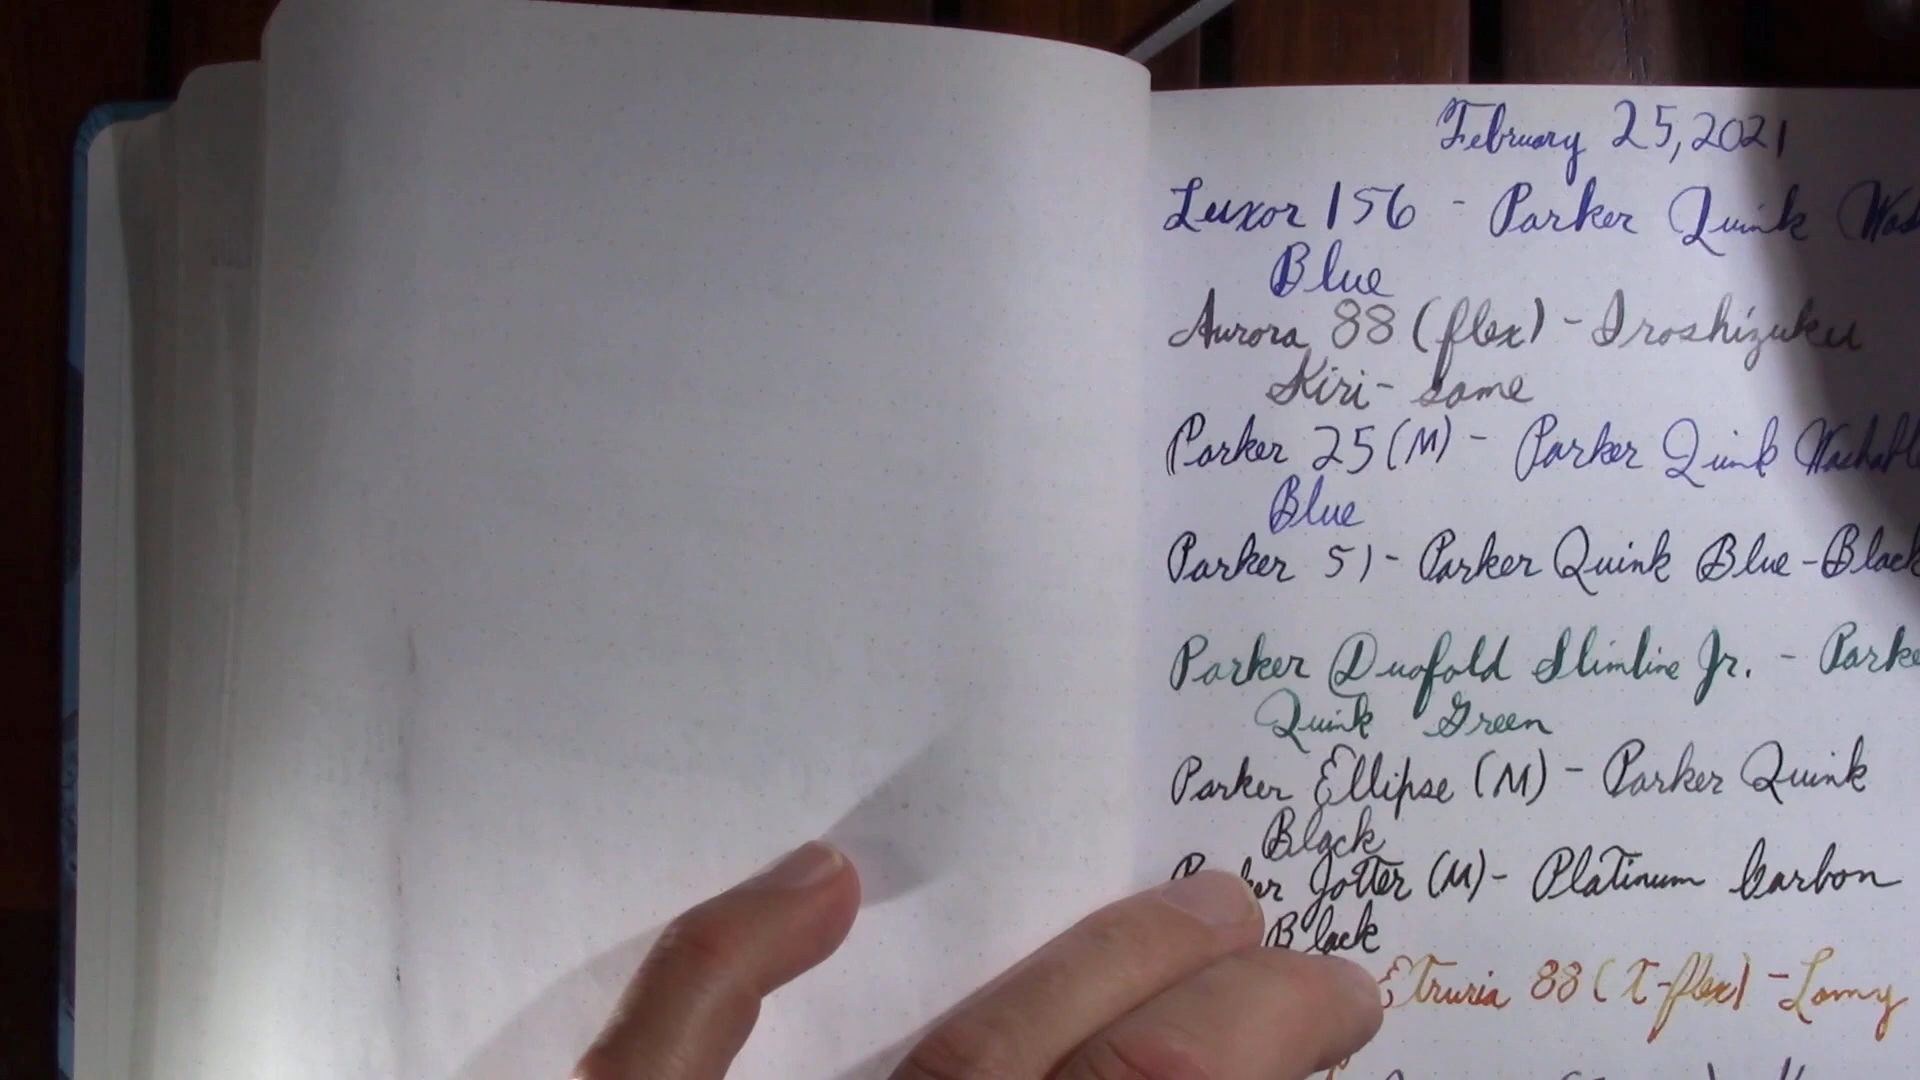 February 25, 2021
Luxor 156 - Parker Quink
Blue
Aurora 88 (flex) - Iroshizuku
Kiri-same
Parker 25 (M) - Parker Quink Washable
Blue
Parker 51 - Parker Quink Blue-Black
Parker Duofold Slimline Jr. - Parke
Quink Green
Parker Ellipse (M) - Parker Quink
Black
Jotter (M) - Platinum Carbon
Black
Etruria 88 (T-flex) - Lamy